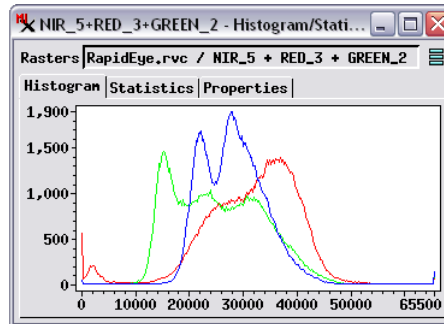 NIR_5+RED_3+GREEN_2 - Histogram/Stati...
Rasters RapidEye.rvc / NIR_5 + RED_3 + GREEN_2
Histogram Statistics Properties
1,900
1,500
1,000
500
0
0 10000 20000 30000 40000 50000 65500